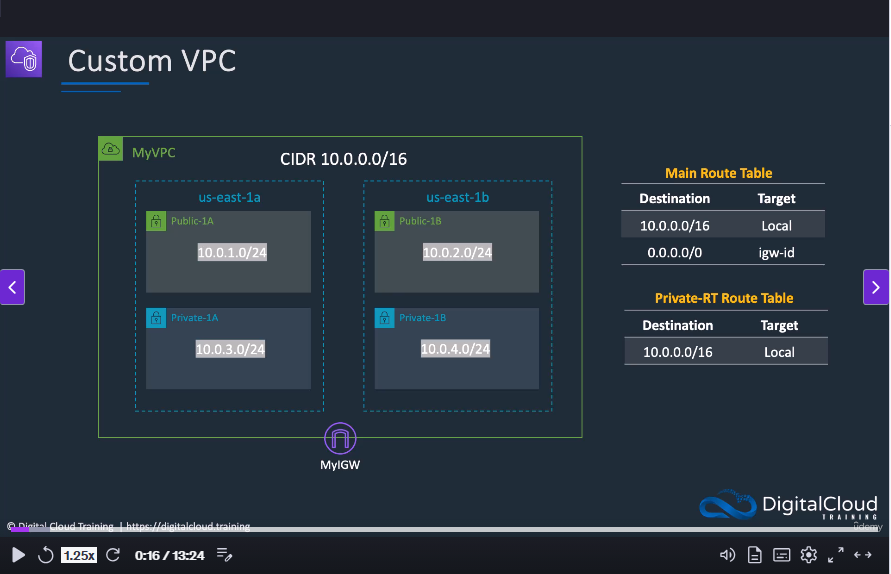 Custom VPC
MyVPC
CIDR 10.0.0.0/16
us-east-1a
us-east-1b
Public-1A
10.0.1.0/24
Public-1B
10.0.2.0/24
Private-1A
10.0.3.0/24
Private-1B
10.0.4.0/24
MyIGW
Main Route Table
Destination Target
10.0.0.0/16 Local
0.0.0.0/0 igw-id
Private-RT Route Table
Destination Target
10.0.0.0/16 Local
DigitalCloud
TRAINING
© Digital Cloud Training | https://digitalcloud.training
ûdemy
1.25x 0:16 / 13:24